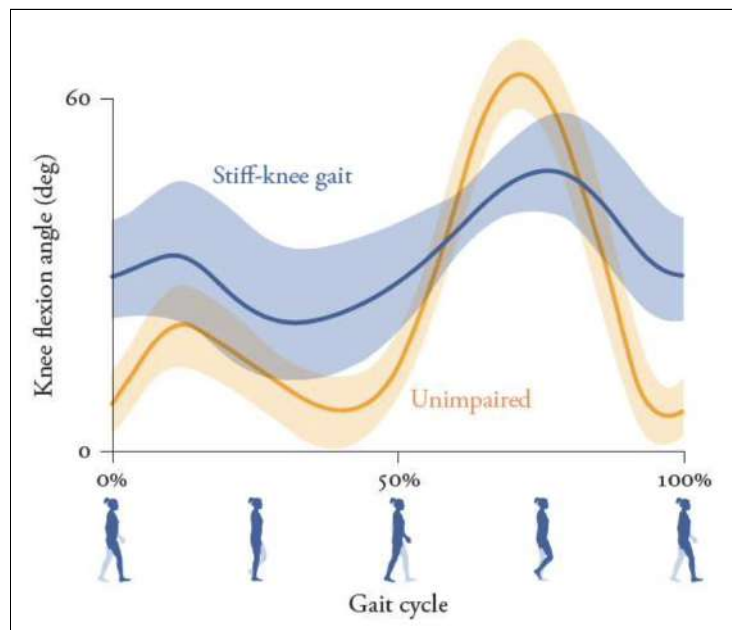 60
Stiff-knee gait
Knee flexion angle (deg)
Unimpaired
0
0%
50%
100%
Gait cycle